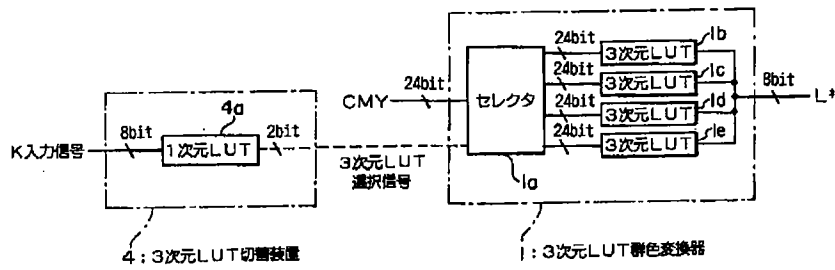 K入力信号
8bit
4a
1次元LUT
2bit
4：3次元LUT切替装置
3次元LUT
選択信号
CMY
24bit
セレクタ
1a
24bit
3次元LUT
1b
24bit
3次元LUT
1c
24bit
3次元LUT
1d
24bit
3次元LUT
1e
8bit
L*
1：3次元LUT群色変換器